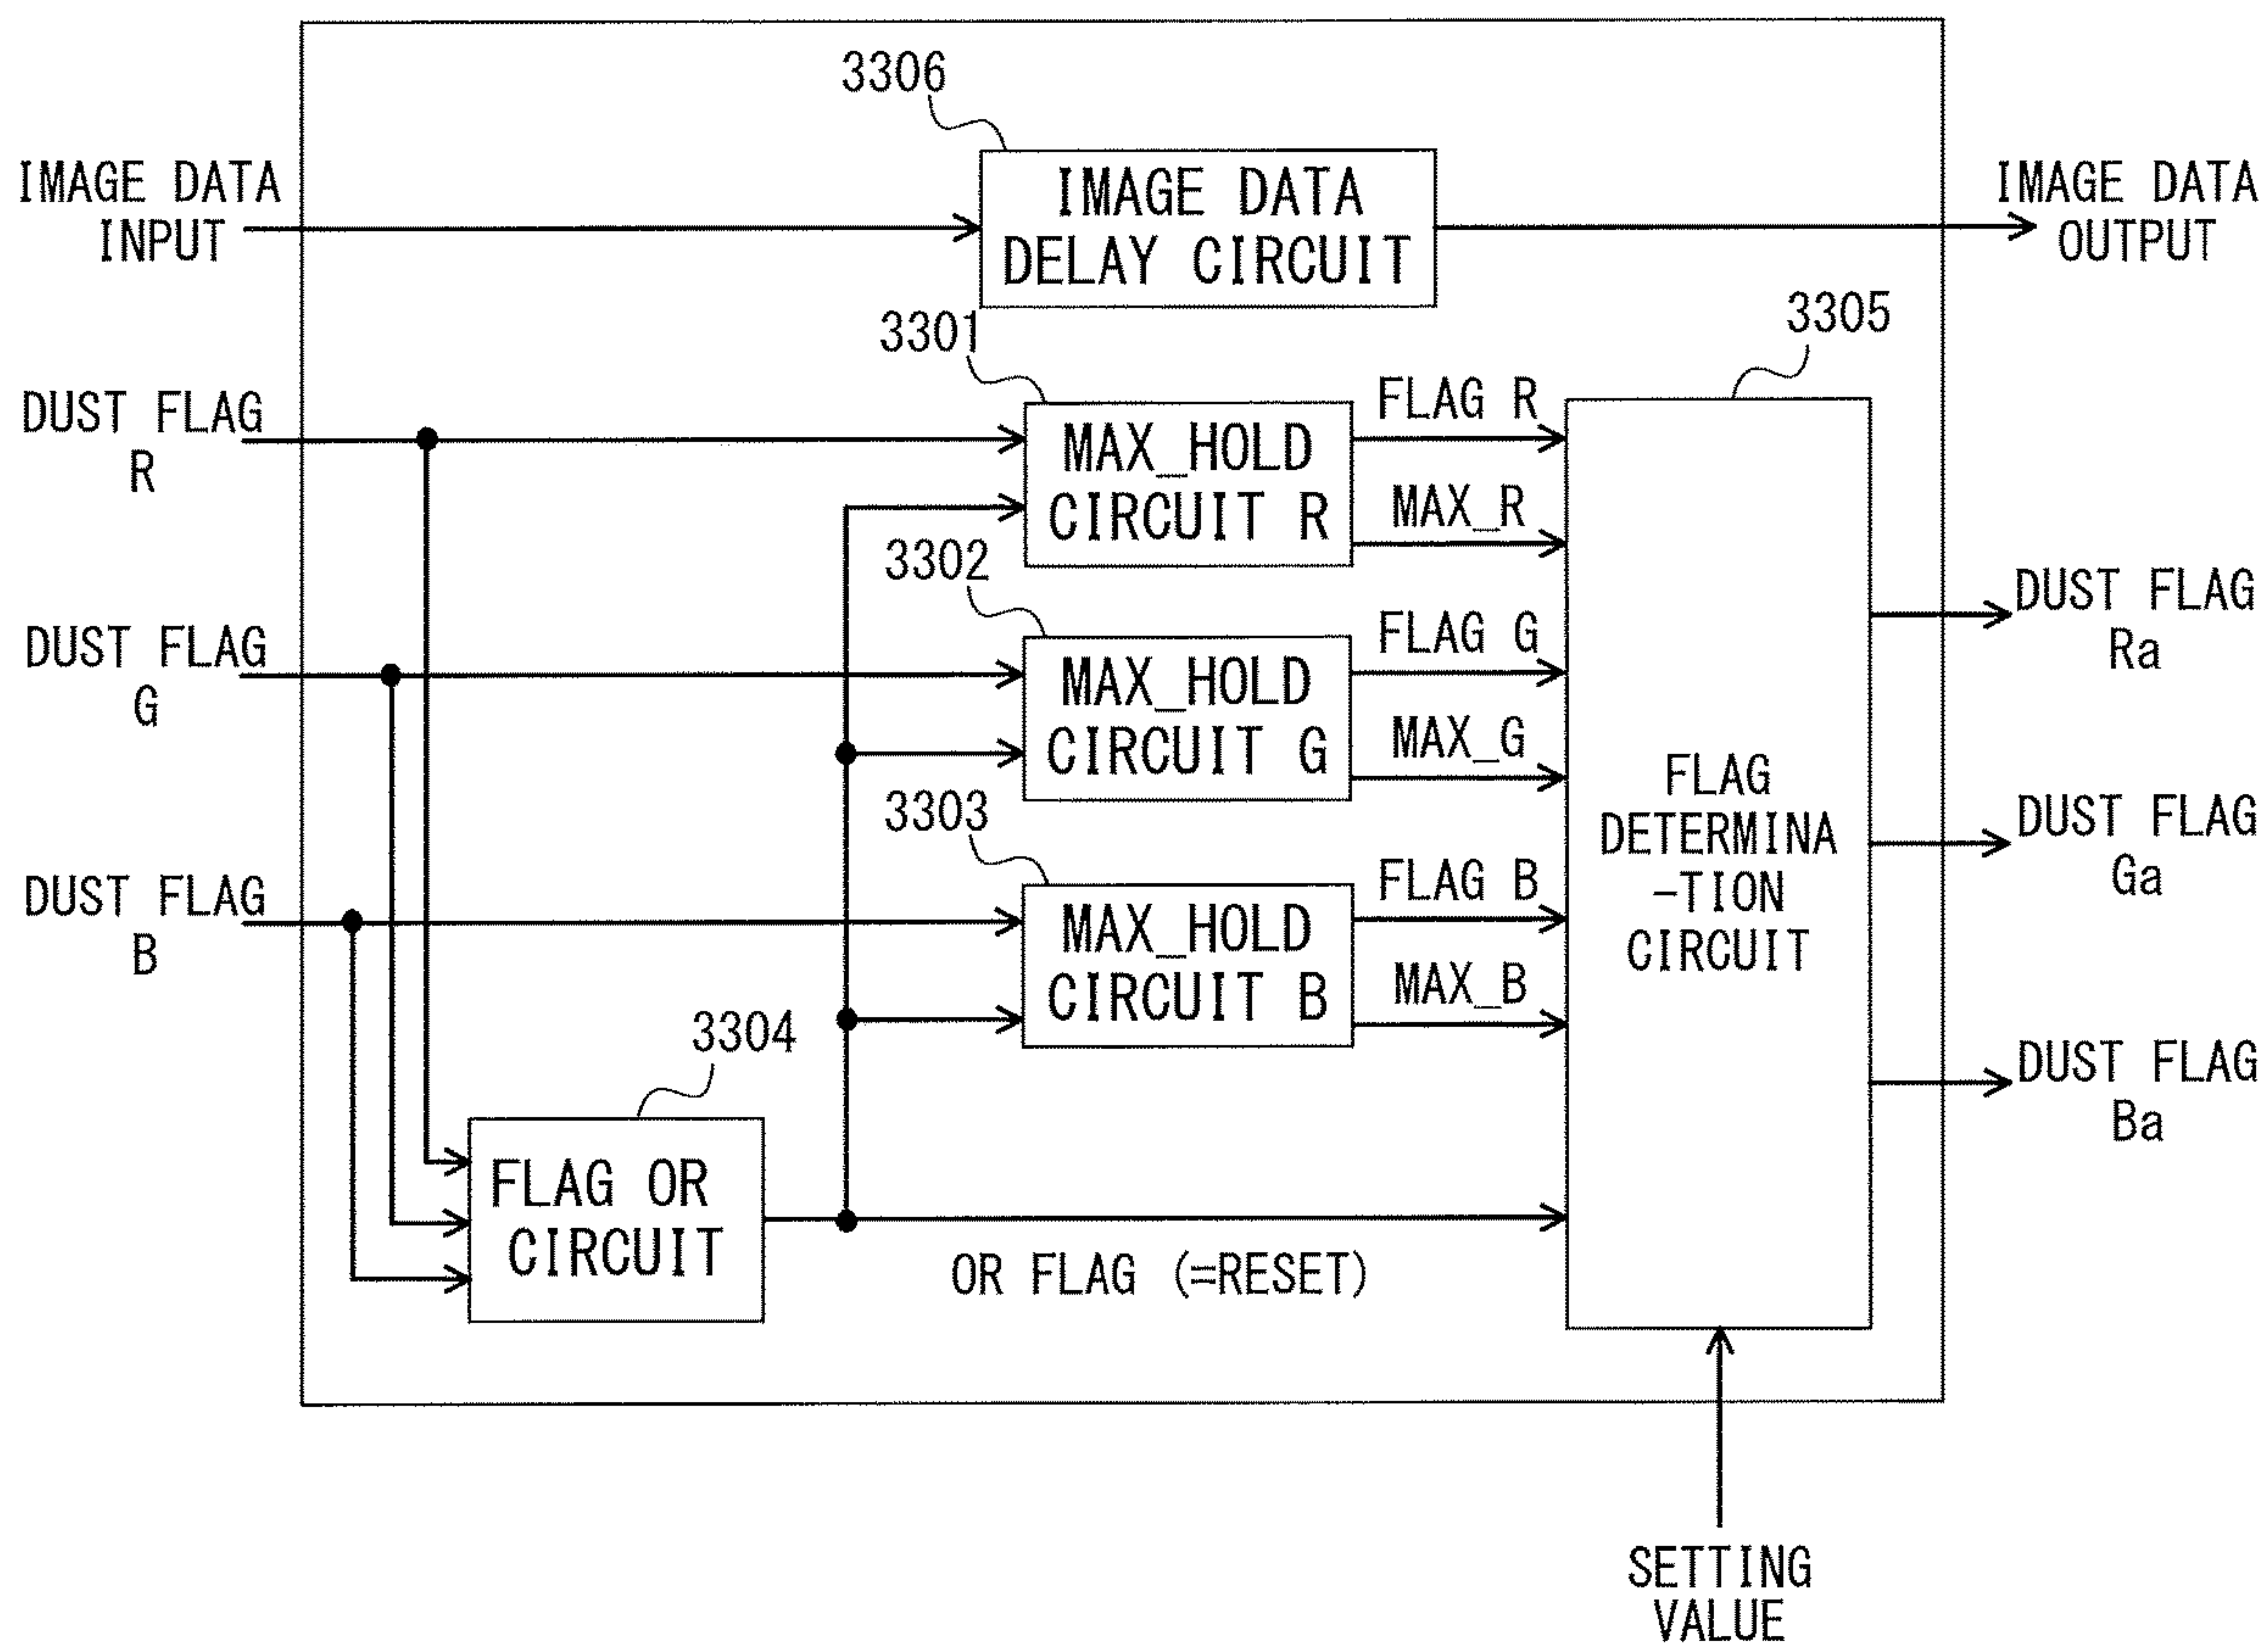 3306
IMAGE DATA
INPUT
IMAGE DATA
DELAY CIRCUIT
IMAGE DATA
OUTPUT
3301
3305
DUST FLAG
R
MAX_HOLD
CIRCUIT R
FLAG R
MAX_R
3302
DUST FLAG
G
MAX_HOLD
CIRCUIT G
FLAG G
MAX_G
3303
DUST FLAG
B
MAX_HOLD
CIRCUIT B
FLAG B
MAX_B
FLAG
DETERMINA
-TION
CIRCUIT
DUST FLAG
Ra
DUST FLAG
Ga
DUST FLAG
Ba
3304
FLAG OR
CIRCUIT
OR FLAG (=RESET)
SETTING
VALUE